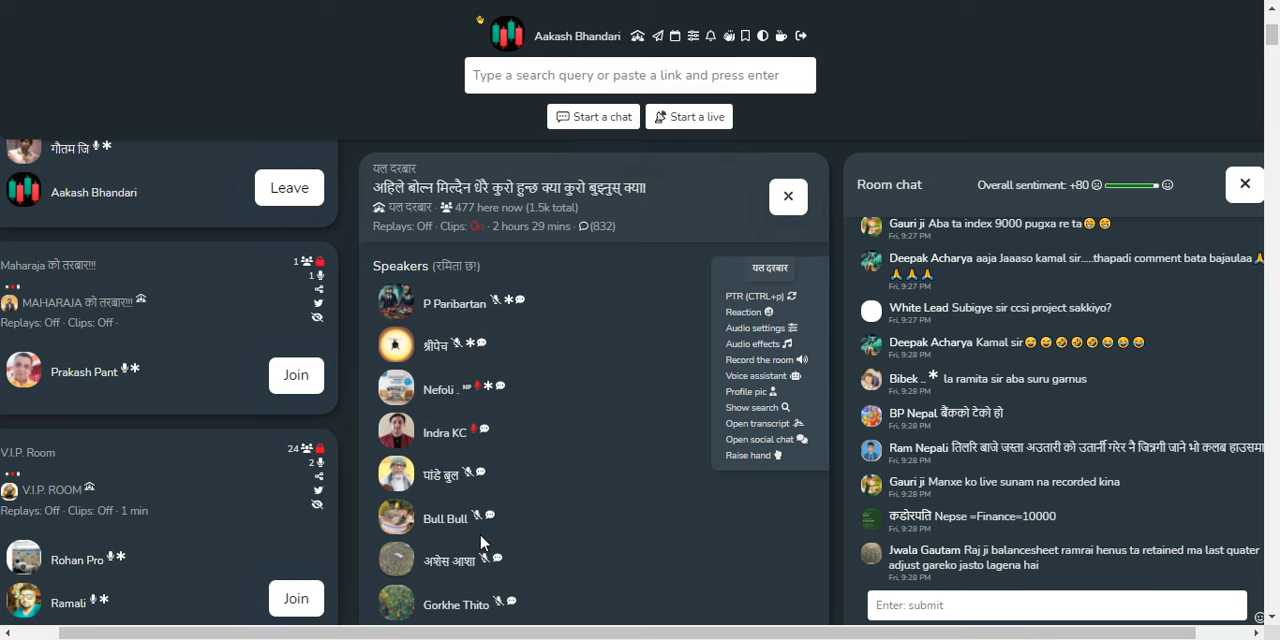 Aakash Bhandari
Type a search query or paste a link and press enter
Start a chat
Start a live
गौतम जि
Aakash Bhandari
Leave
Maharaja को तरबार!!!
1
1
MAHARAJA को तरबार!!!
Replays: Off · Clips: Off ·
Prakash Pant
Join
V.I.P. Room
24
2
V.I.P. ROOM
Replays: Off · Clips: Off · 1 min
Rohan Pro
Ramali
Join
यल दरबार
अहिले बोल्न मिल्दैन धेरै कुरो हुन्छ क्या कुरो बुझ्नुस् क्या।
यल दरबार · 477 here now (1.5k total)
Replays: Off · Clips: On · 2 hours 29 mins · (832)
Speakers (रमिता छ!)
P Paribartan
श्रीपेच
Nefoli . NP
Indra KC
पांडे बुल
Bull Bull
अशेस आशा
Gorkhe Thito
यल दरबार
PTR (CTRL+p)
Reaction
Audio settings
Audio effects
Record the room
Voice assistant
Profile pic
Show search
Open transcript
Open social chat
Raise hand
Room chat
Overall sentiment: +80
Gauri ji Aba ta index 9000 pugxa re ta
Fri, 9:27 PM
Deepak Acharya aaja Jaaaso kamal sir.....thapadi comment bata bajaulaa
Fri, 9:27 PM
White Lead Subigye sir ccsi project sakkiyo?
Fri, 9:27 PM
Deepak Acharya Kamal sir
Fri, 9:28 PM
Bibek .. * la ramita sir aba suru garnus
Fri, 9:28 PM
BP Nepal बैंकको टेको हो
Fri, 9:28 PM
Ram Nepali तिलरि बाजे जस्ता अउतारी को उतार्नी गरेर नै जिन्नगी जाने भो कलब हाउसमा
Fri, 9:28 PM
Gauri ji Manxe ko live sunam na recorded kina
Fri, 9:28 PM
कडोरपति Nepse =Finance=10000
Fri, 9:28 PM
Jwala Gautam Raj ji balancesheet ramrai henus ta retained ma last quater
adjust gareko jasto lagena hai
Fri, 9:28 PM
Enter: submit